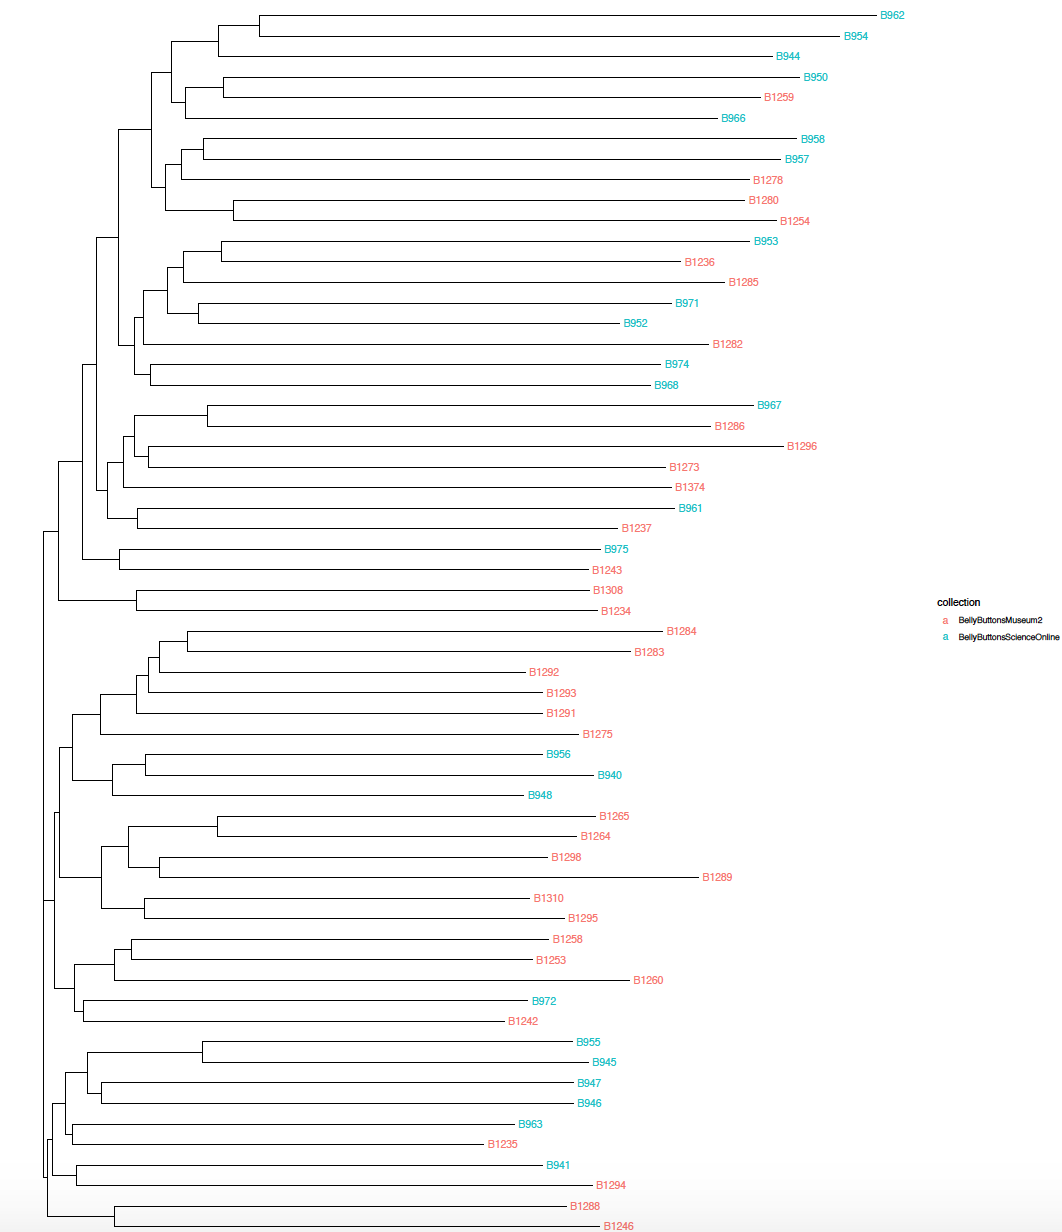 B962
B954
B944
B950
B1259
B966
B958
B957
B1278
B1280
B1254
B953
B1236
B1285
B971
B952
B1282
B974
B968
B967
B1286
B1296
B1273
B1374
B961
B1237
B975
B1243
B1308
B1234
collection
a BellyButtonsMuseum2
a BellyButtonsScienceOnline
B1284
B1283
B1292
B1293
B1291
B1275
B956
B940
B948
B1265
B1264
B1298
B1289
B1310
B1295
B1258
B1253
B1260
B972
B1242
B955
B945
B947
B946
B963
B1235
B941
B1294
B1288
B1246